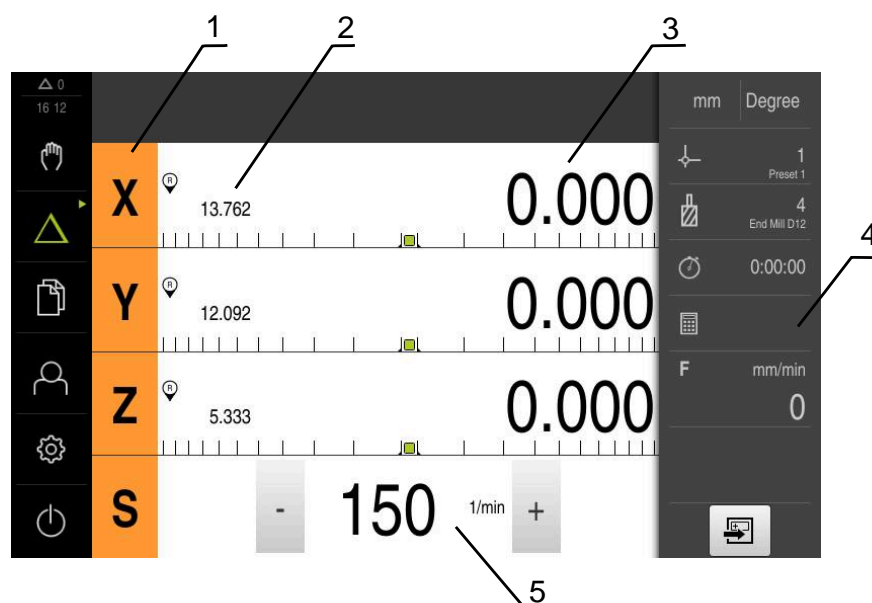 1 2 3
0
16 12
mm Degree
1
Preset 1
X R 13.762 0.000
4
End Mill D12
4
0:00:00
Y R 12.092 0.000
F mm/min
0
Z R 5.333 0.000
S - 150 1/min +
5